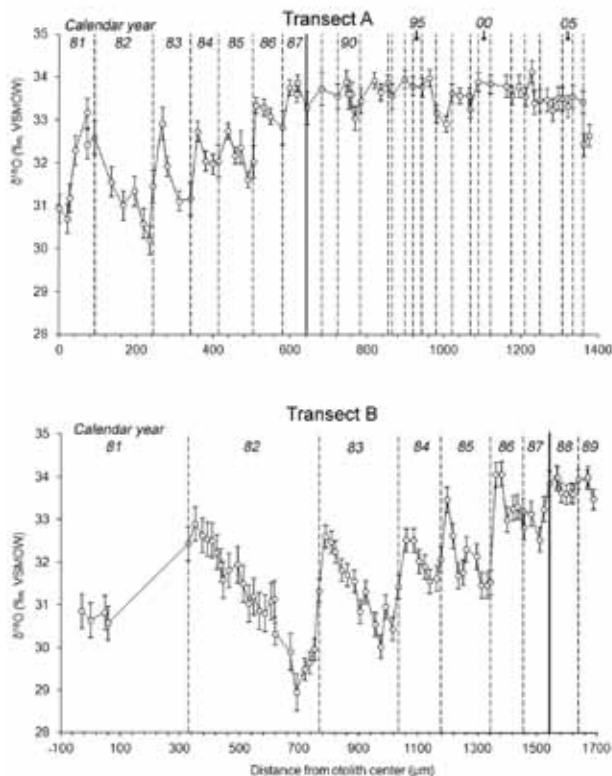 Transect A
Calendar year
95 00 05
81 82 83 84 85 86 87 90
δ¹⁸O (‰, VSMOW)
35
34
33
32
31
30
29
28
0 200 400 600 800 1000 1200 1400
Transect B
Calendar year
81 82 83 84 85 86 87 88 89
δ¹⁸O (‰, VSMOW)
35
34
33
32
31
30
29
28
-100 100 300 500 700 900 1100 1300 1500 1700
Distance from otolith center (μm)